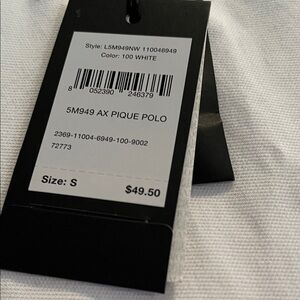 Style: L5M949NW 110046949
Color: 100 WHITE
8 052390 246379
5M949 AX PIQUE POLO
2369-11004-6949-100-9002
72773
Size: S
$49.50